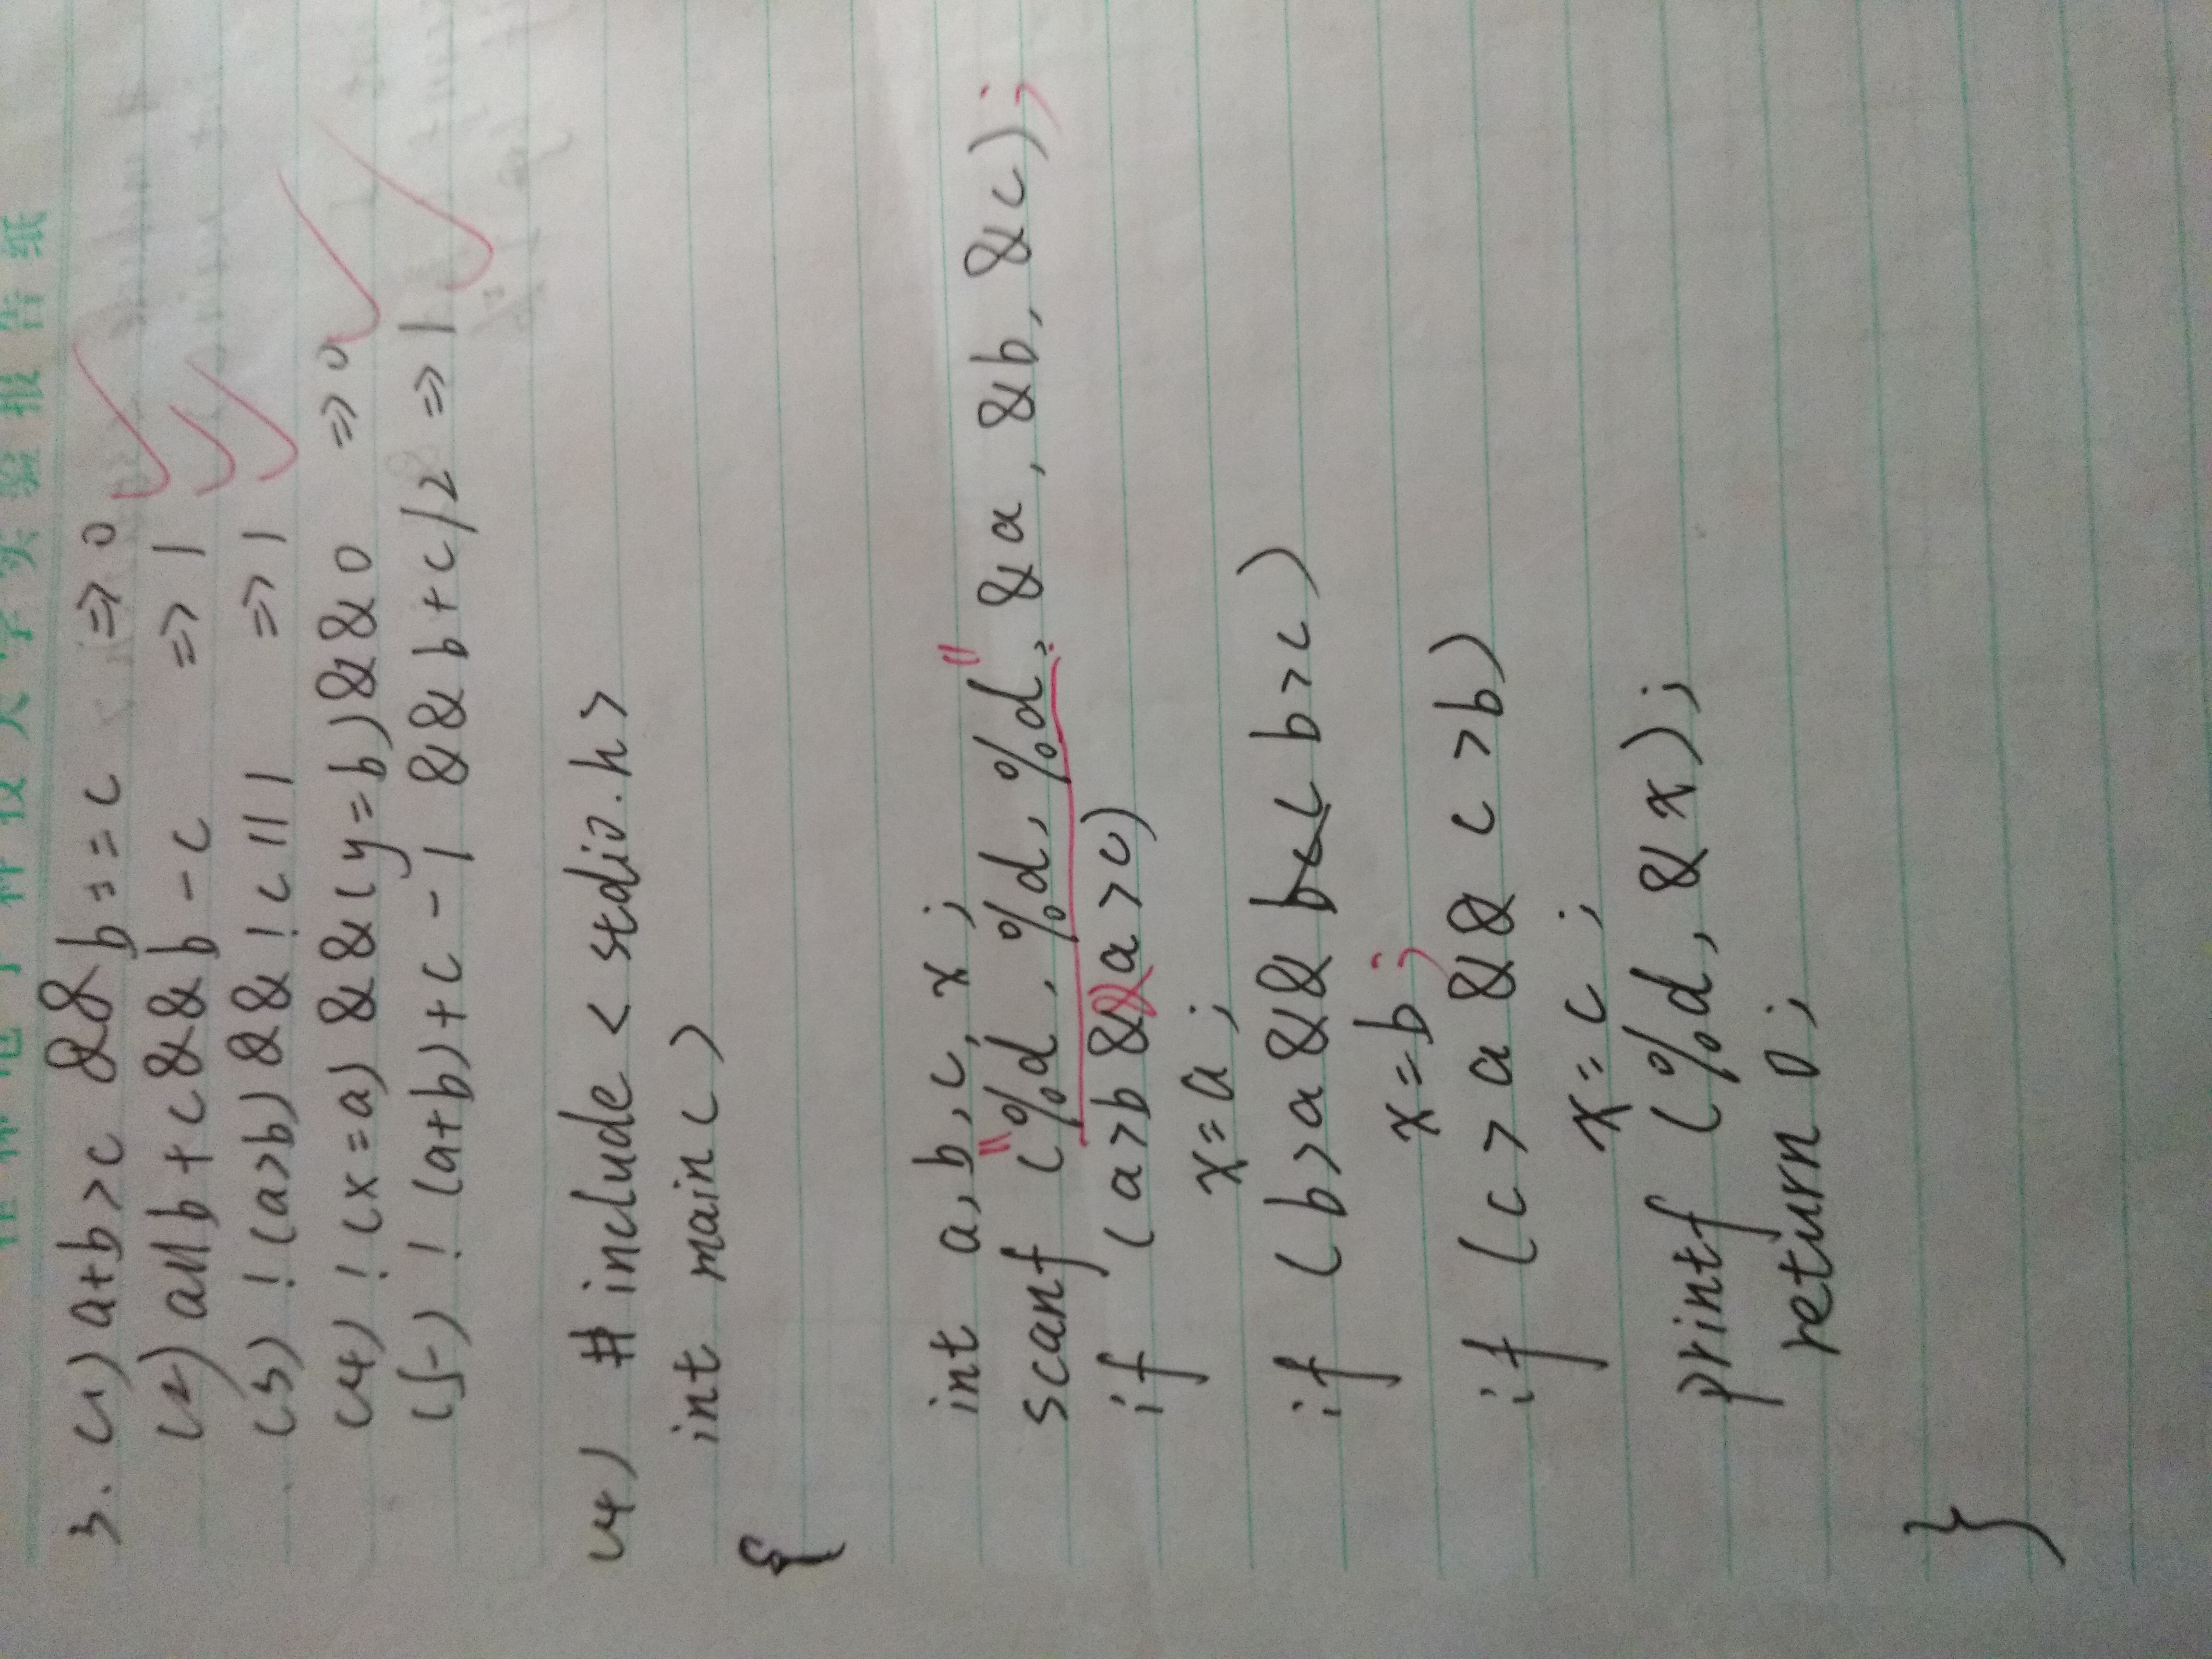 桂林电子科技大学实验报告纸
3. (1) a+b>c && b==c => 0
(2) a||b+c&&b-c => 1
(3) !(a>b) && !c||1 => 1
(4) !(x=a) &&(y=b)&&0 => 0
(5) !(a+b)+c-1 && b+c/2 => 1
(4) #include <stdio.h>
int main()
{
int a,b,c,x;
scanf ("%d,%d,%d", &a, &b, &c);
if (a>b && a>c)
x=a;
if (b>a && b>c)
x=b;
if (c>a && c>b)
x=c;
printf (%d, &x);
return 0;
}